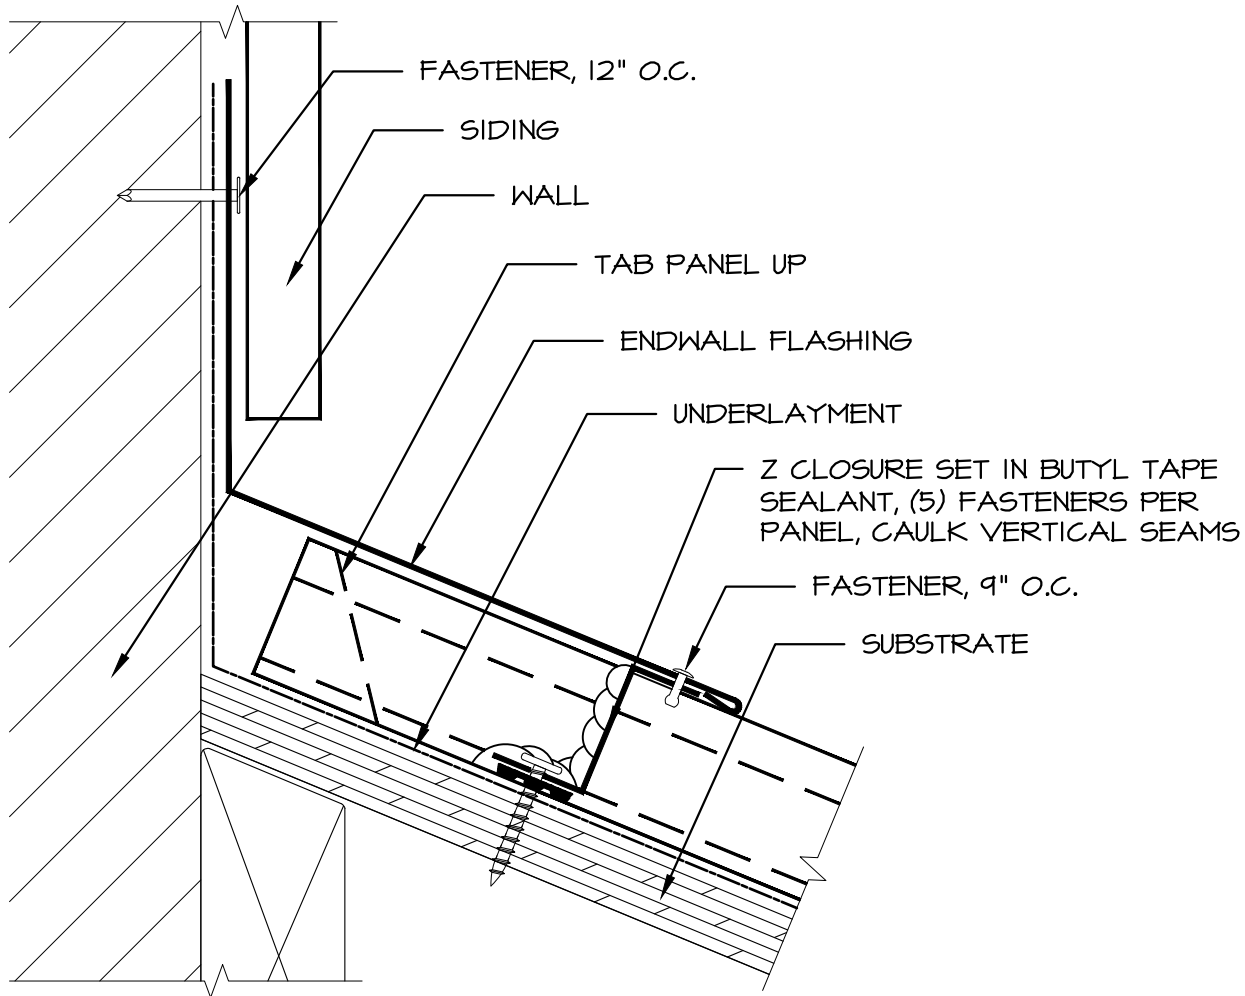 FASTENER, 12" O.C.
SIDING
WALL
TAB PANEL UP
ENDWALL FLASHING
UNDERLAYMENT
Z CLOSURE SET IN BUTYL TAPE
SEALANT, (5) FASTENERS PER
PANEL, CAULK VERTICAL SEAMS
FASTENER, 9" O.C.
SUBSTRATE